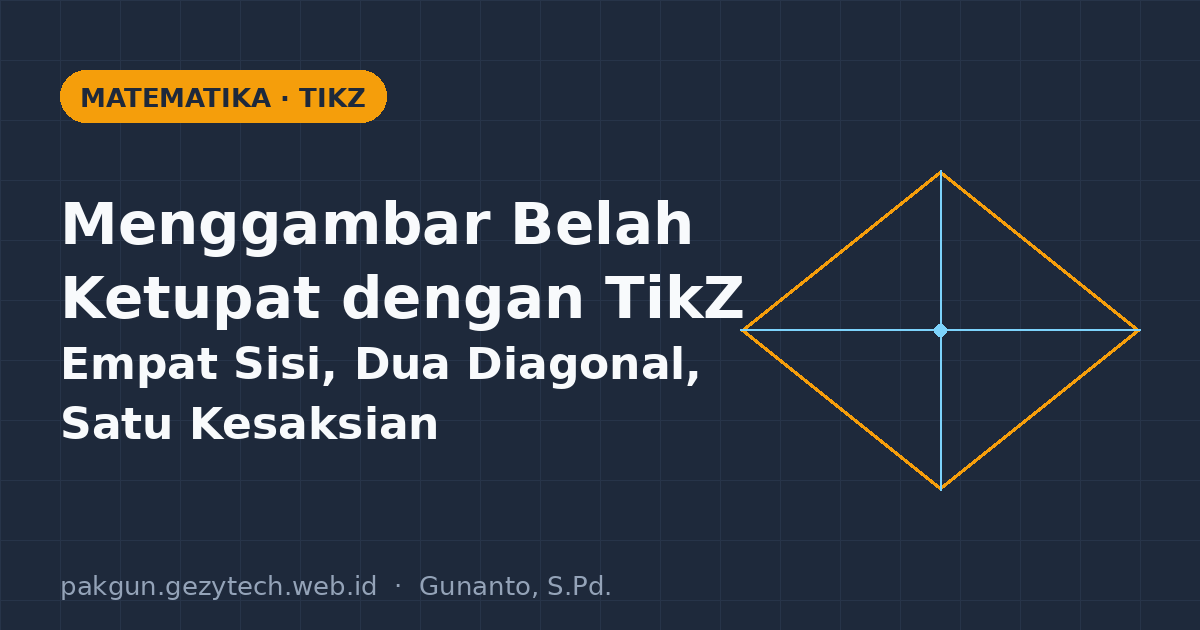 MATEMATIKA · TIKZ
Menggambar Belah
Ketupat dengan TikZ
Empat Sisi, Dua Diagonal,
Satu Kesaksian
pakgun.gezytech.web.id · Gunanto, S.Pd.